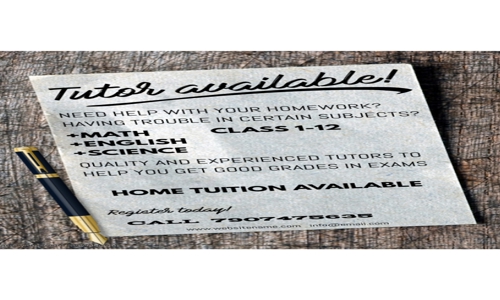 Tutor available!
NEED HELP WITH YOUR HOMEWORK?
HAVING TROUBLE IN CERTAIN SUBJECTS?
+MATH CLASS 1-12
+ENGLISH
+SCIENCE
QUALITY AND EXPERIENCED TUTORS TO
HELP YOU GET GOOD GRADES IN EXAMS
HOME TUITION AVAILABLE
Register today!
CALL 7907475635
www.websitename.com info@email.com